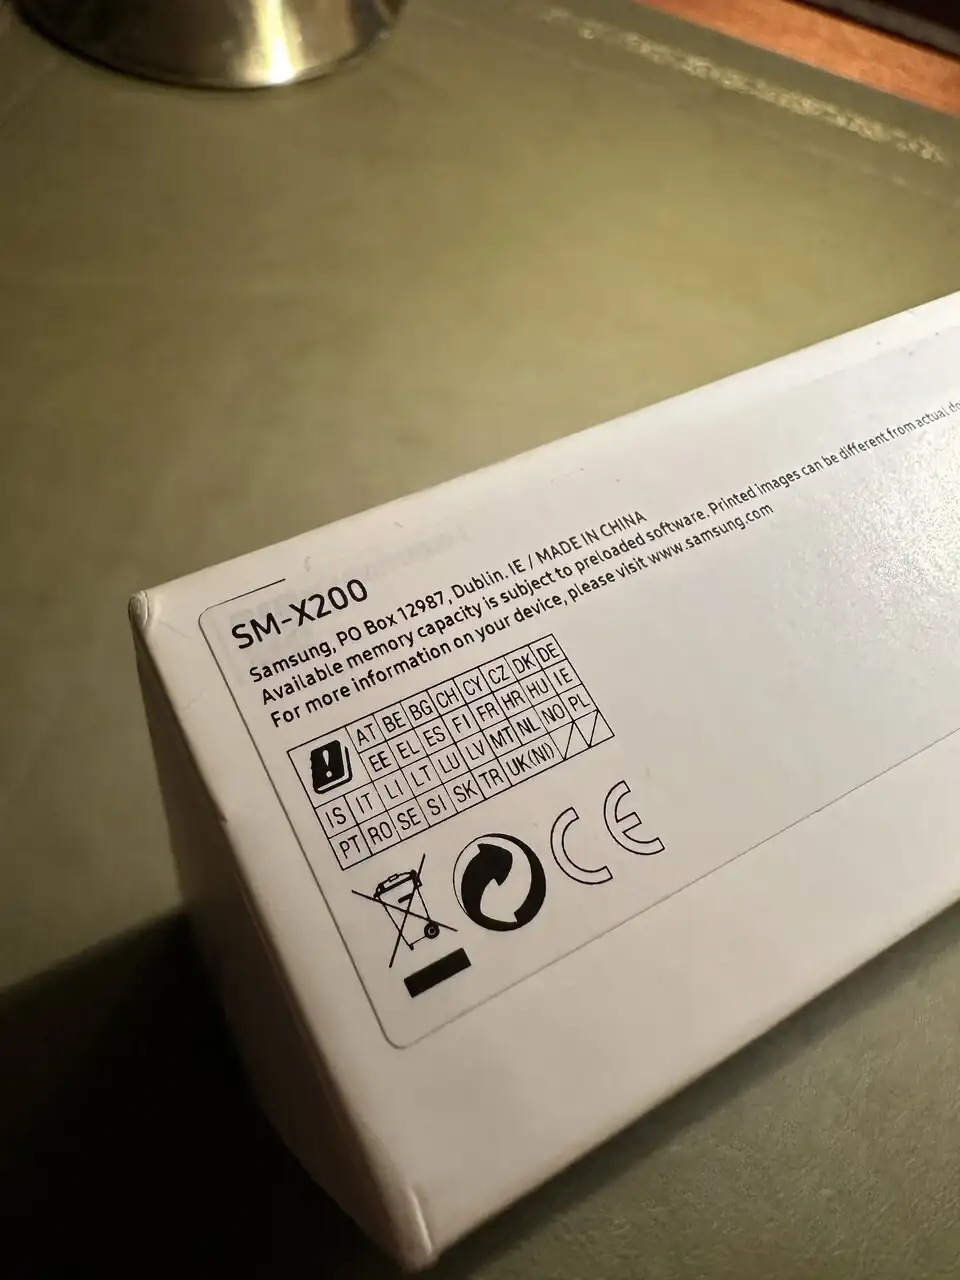 SM-X200
Samsung, PO Box 12987, Dublin. IE / MADE IN CHINA
Available memory capacity is subject to preloaded software. Printed images can be different from actual
For more information on your device, please visit www.samsung.com
! AT BE BG CH CY CZ DK DE
EE EL ES FI FR HR HU IE
IS IT LI LT LU LV MT NL NO PL
PT RO SE SI SK TR UK(NI)
CE